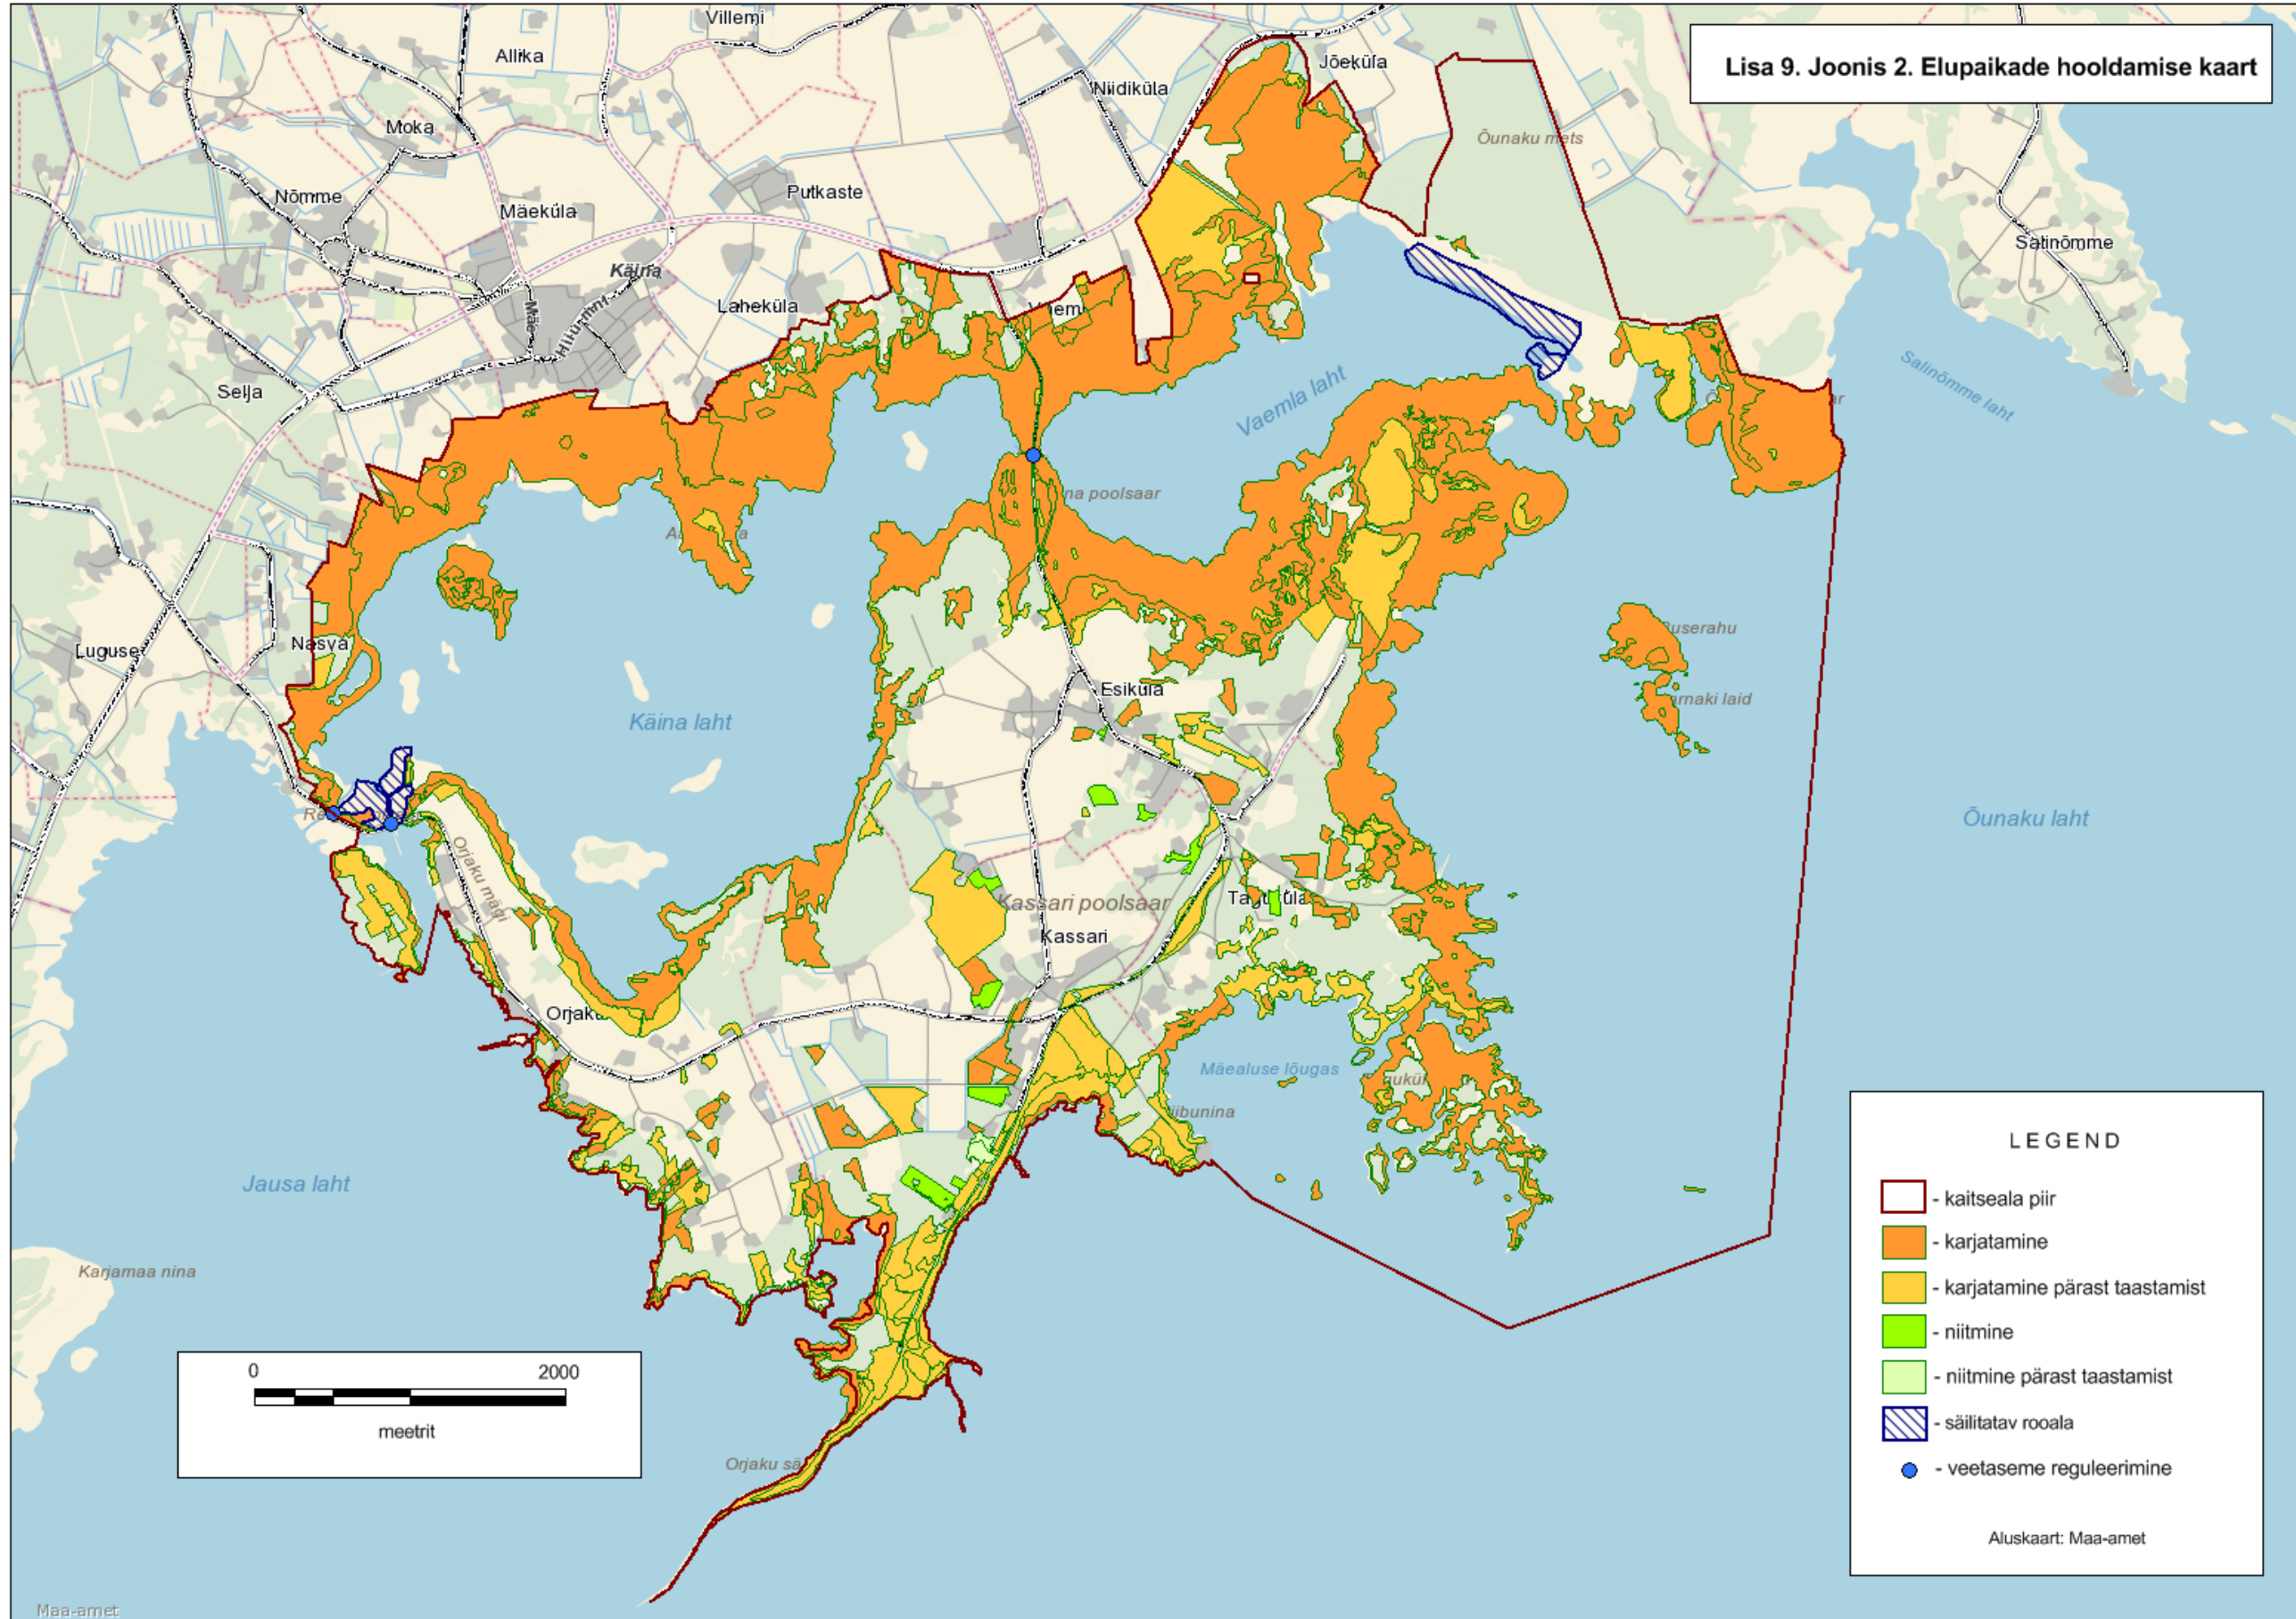 Lisa 9. Joonis 2. Elupaikade hooldamise kaart
Villemi
Allika
Jõeküla
Niidiküla
Moka
Õunaku mets
Nõmme
Putkaste
Mäeküla
Salinõmme
Käina
Laheküla
Salinõmme laht
Selja
Vaemla laht
Nasva
Luguse
Esiküla
Käina laht
Õunaku laht
Orjaku mägi
Kassari poolsaar
Kassari
Mäealuse lõugas
Jausa laht
Karjamaa nina
LEGEND
- kaitseala piir
- karjatamine
- karjatamine pärast taastamist
- niitmine
- niitmine pärast taastamist
- säilitatav rooala
- veetaseme reguleerimine
Aluskaart: Maa-amet
0 2000
meetrit
Maa-amet